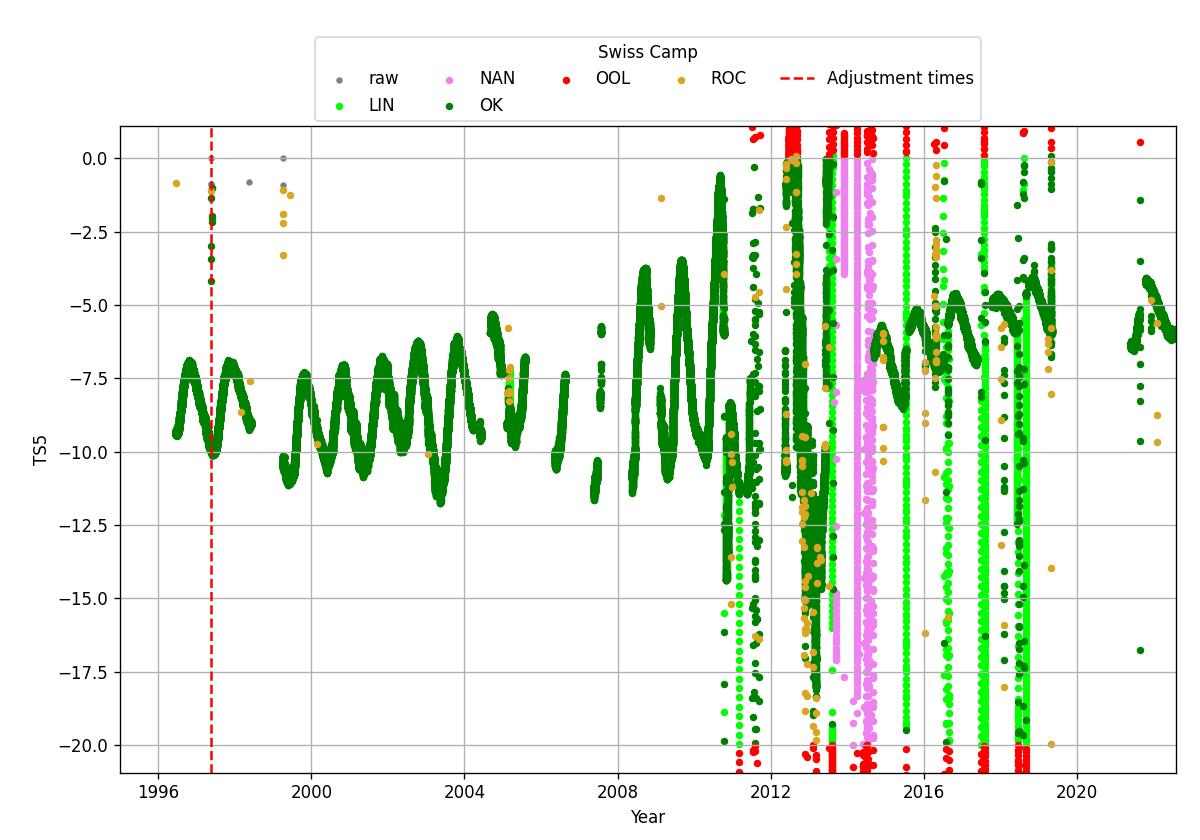 Swiss Camp
raw NAN OOL ROC Adjustment times
LIN OK
0.0
−2.5
−5.0
−7.5
−10.0
−12.5
−15.0
−17.5
−20.0
TS5
1996 2000 2004 2008 2012 2016 2020
Year